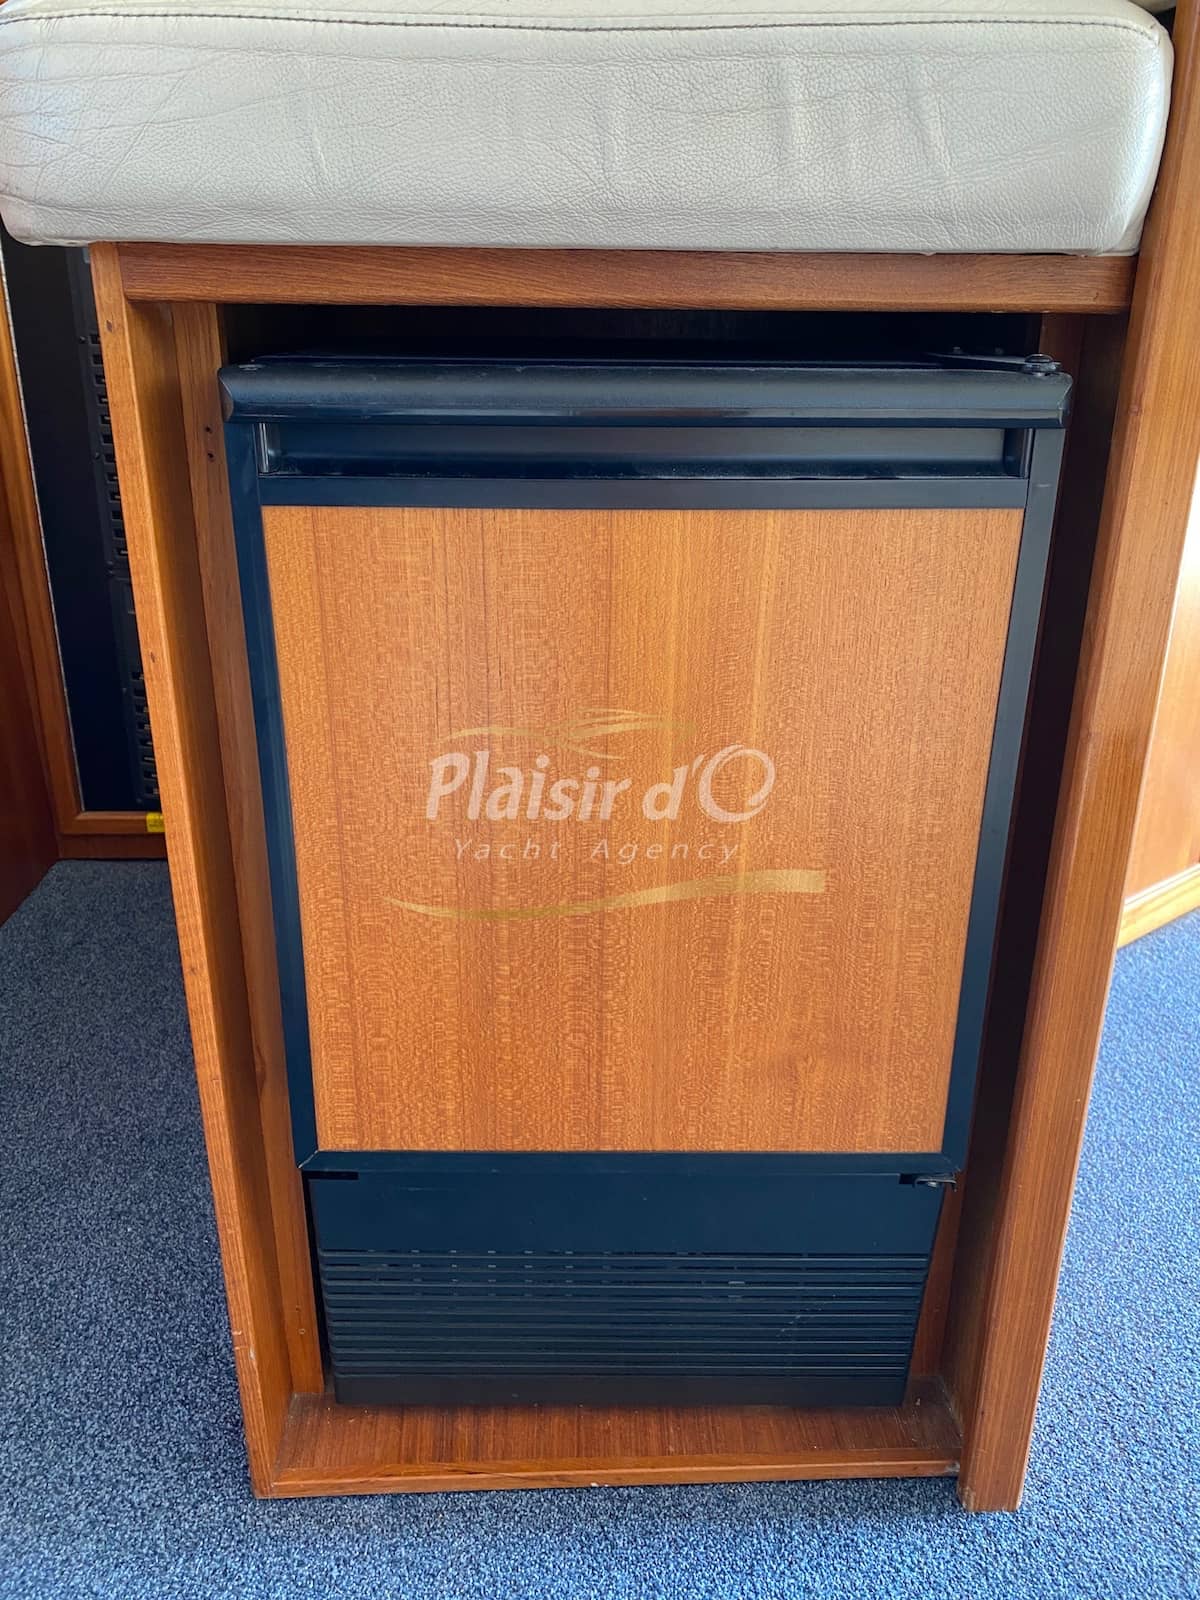 Plaisir d'O
Yacht Agency